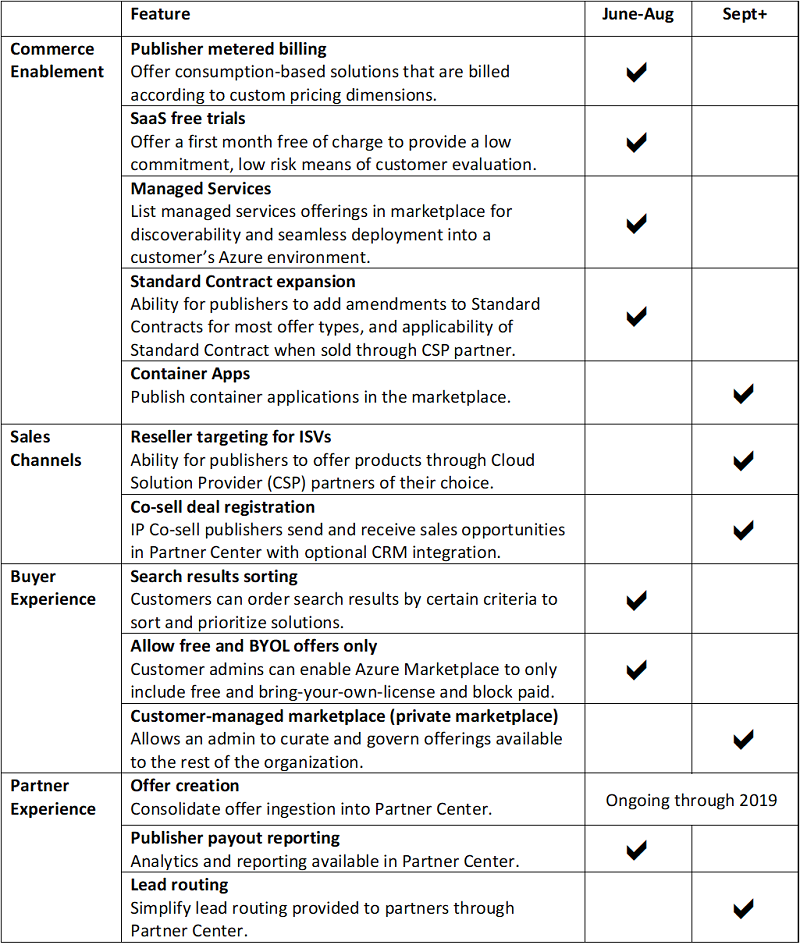 Feature June-Aug Sept+
Commerce
Enablement
Publisher metered billing
Offer consumption-based solutions that are billed
according to custom pricing dimensions.
✔
SaaS free trials
Offer a first month free of charge to provide a low
commitment, low risk means of customer evaluation.
✔
Managed Services
List managed services offerings in marketplace for
discoverability and seamless deployment into a
customer’s Azure environment.
✔
Standard Contract expansion
Ability for publishers to add amendments to Standard
Contracts for most offer types, and applicability of
Standard Contract when sold through CSP partner.
✔
Container Apps
Publish container applications in the marketplace.
✔
Sales
Channels
Reseller targeting for ISVs
Ability for publishers to offer products through Cloud
Solution Provider (CSP) partners of their choice.
✔
Co-sell deal registration
IP Co-sell publishers send and receive sales opportunities
in Partner Center with optional CRM integration.
✔
Buyer
Experience
Search results sorting
Customers can order search results by certain criteria to
sort and prioritize solutions.
✔
Allow free and BYOL offers only
Customer admins can enable Azure Marketplace to only
include free and bring-your-own-license and block paid.
✔
Customer-managed marketplace (private marketplace)
Allows an admin to curate and govern offerings available
to the rest of the organization.
✔
Partner
Experience
Offer creation
Consolidate offer ingestion into Partner Center.
Ongoing through 2019
Publisher payout reporting
Analytics and reporting available in Partner Center.
✔
Lead routing
Simplify lead routing provided to partners through
Partner Center.
✔